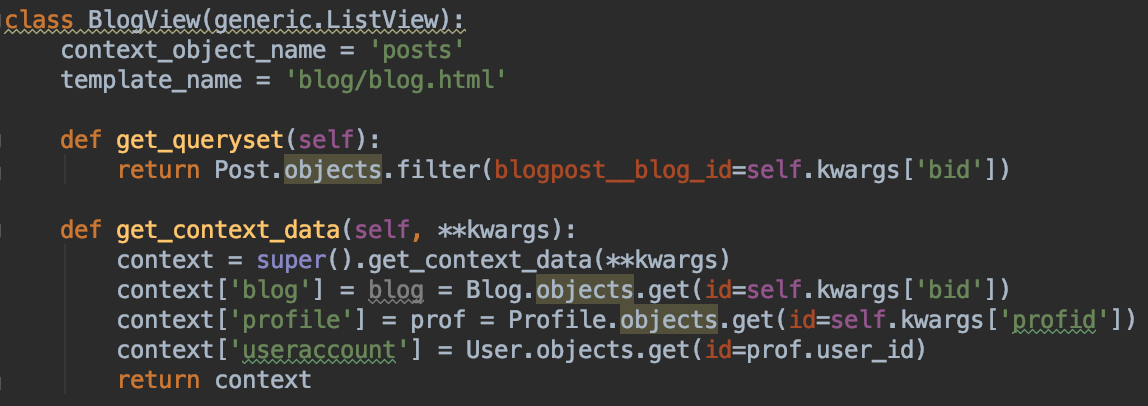 class BlogView(generic.ListView):
    context_object_name = 'posts'
    template_name = 'blog/blog.html'

    def get_queryset(self):
        return Post.objects.filter(blogpost__blog_id=self.kwargs['bid'])

    def get_context_data(self, **kwargs):
        context = super().get_context_data(**kwargs)
        context['blog'] = blog = Blog.objects.get(id=self.kwargs['bid'])
        context['profile'] = prof = Profile.objects.get(id=self.kwargs['profid'])
        context['useraccount'] = User.objects.get(id=prof.user_id)
        return context